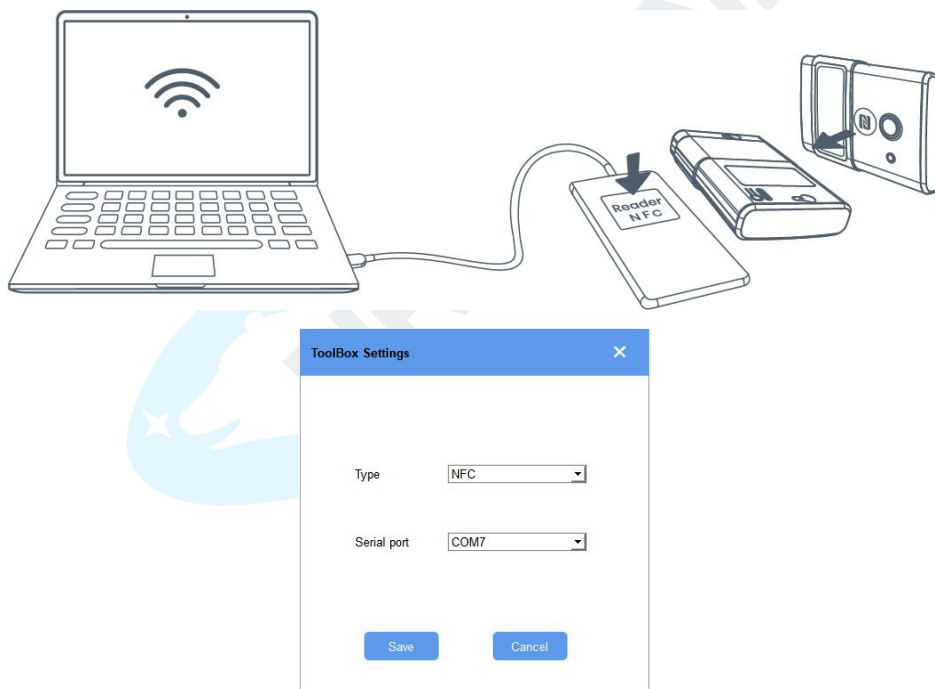 Reader
NFC
N
ToolBox Settings
Type
NFC
Serial port
COM7
Save
Cancel